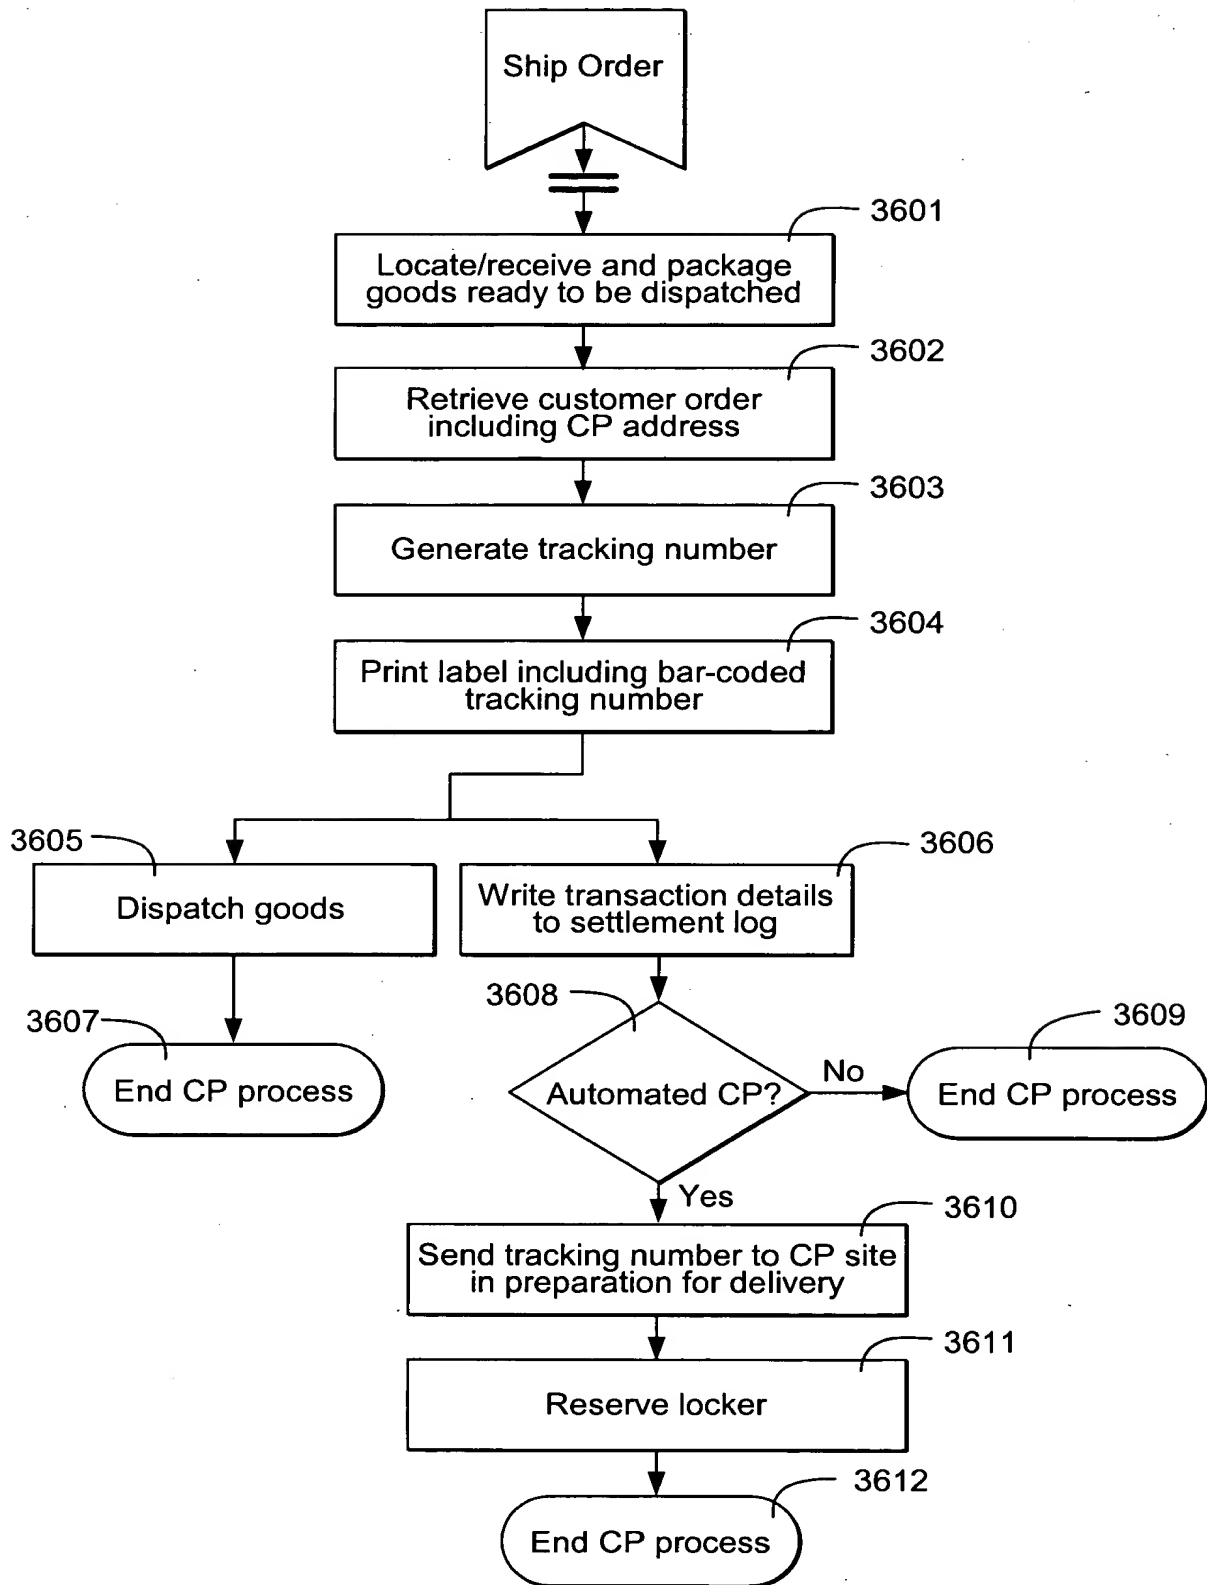 Ship Order
3601
Locate/receive and package
goods ready to be dispatched
3602
Retrieve customer order
including CP address
3603
Generate tracking number
3604
Print label including bar-coded
tracking number
3605
Dispatch goods
3606
Write transaction details
to settlement log
3607
End CP process
3608
Automated CP?
No
3609
End CP process
Yes
3610
Send tracking number to CP site
in preparation for delivery
3611
Reserve locker
3612
End CP process